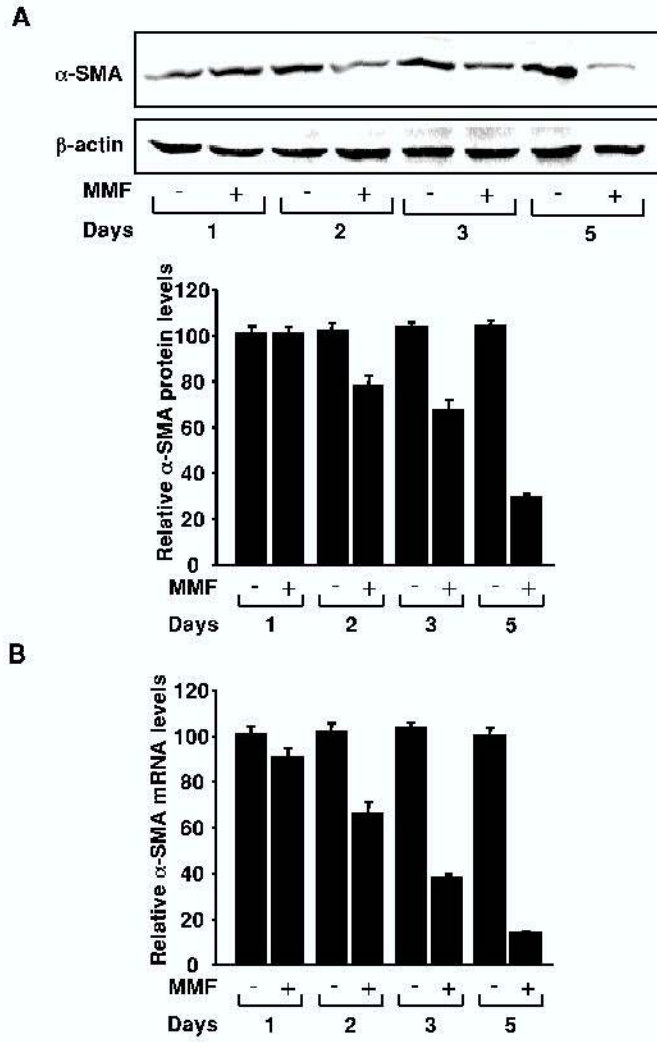 A
α-SMA
β-actin
MMF - + - + - + - +
Days 1 2 3 5
Relative α-SMA protein levels
120
100
80
60
40
20
0
MMF - + - + - + - +
Days 1 2 3 5
B
Relative α-SMA mRNA levels
120
100
80
60
40
20
0
MMF - + - + - + - +
Days 1 2 3 5